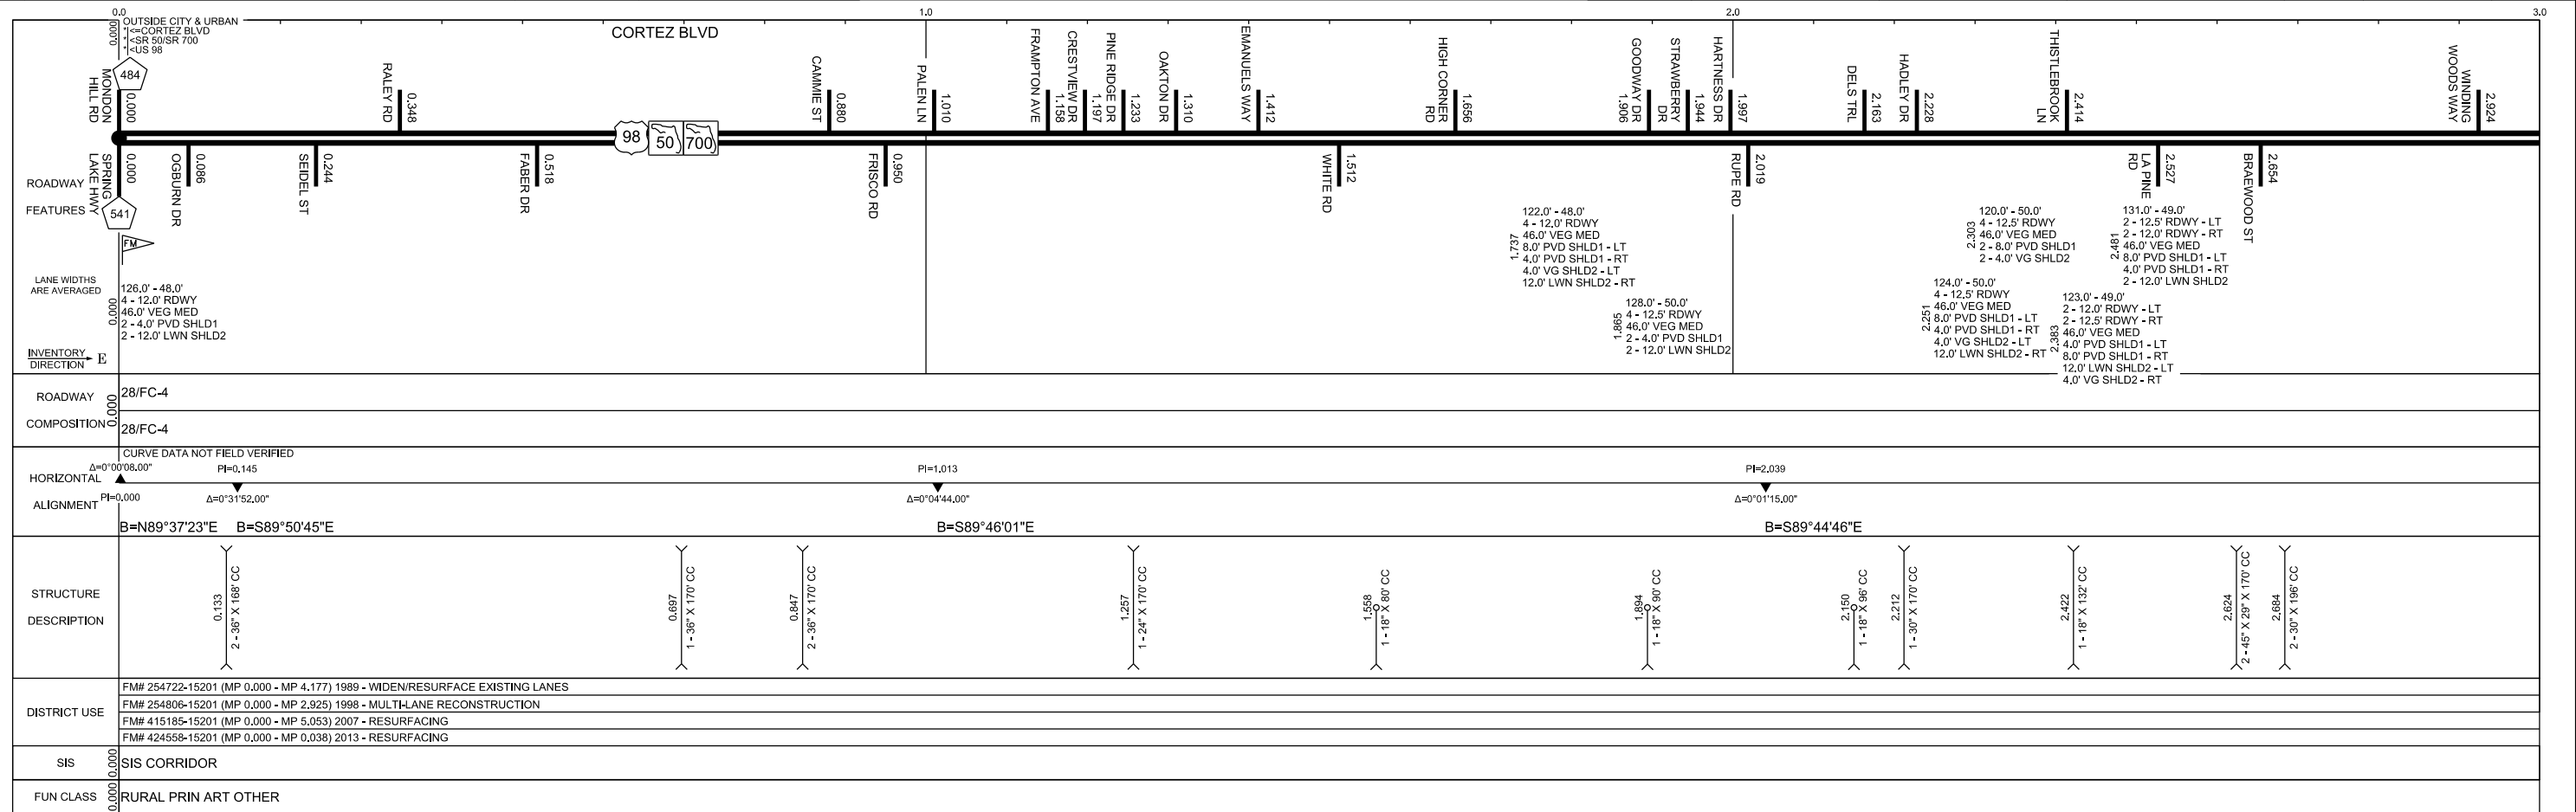 0.0
1.0
2.0
3.0
0.000
OUTSIDE CITY & URBAN
* <=CORTEZ BLVD
* <SR 50/SR 700
* <US 98
CORTEZ BLVD
484
MONDON
HILL RD
0.000
RALEY RD
0.348
CAMMIE ST
0.880
PALEN LN
1.010
FRAMPTON AVE
1.158
CRESTVIEW DR
1.197
PINE RIDGE DR
1.233
OAKTON DR
1.310
EMANUELS WAY
1.412
HIGH CORNER
RD
1.656
GOODWAY DR
1.906
STRAWBERRY
DR
1.944
HARTNESS DR
1.997
DELS TRL
2.163
HADLEY DR
2.228
THISTLEBROOK
LN
2.414
WINDING
WOODS WAY
2.924
98
50
700
ROADWAY
FEATURES
SPRING
LAKE HWY
0.000
541
OGBURN DR
0.086
SEIDEL ST
0.244
FABER DR
0.518
FRISCO RD
0.950
WHITE RD
1.512
RUPE RD
2.019
LA PINE
RD
2.527
BRAEWOOD ST
2.654
FM
LANE WIDTHS
ARE AVERAGED
0.000
126.0' - 48.0'
4 - 12.0' RDWY
46.0' VEG MED
2 - 4.0' PVD SHLD1
2 - 12.0' LWN SHLD2
1.737
122.0' - 48.0'
4 - 12.0' RDWY
46.0' VEG MED
8.0' PVD SHLD1 - LT
4.0' PVD SHLD1 - RT
4.0' VG SHLD2 - LT
12.0' LWN SHLD2 - RT
1.865
128.0' - 50.0'
4 - 12.5' RDWY
46.0' VEG MED
2 - 4.0' PVD SHLD1
2 - 12.0' LWN SHLD2
2.251
124.0' - 50.0'
4 - 12.5' RDWY
46.0' VEG MED
8.0' PVD SHLD1 - LT
4.0' PVD SHLD1 - RT
4.0' VG SHLD2 - LT
12.0' LWN SHLD2 - RT
2.303
120.0' - 50.0'
4 - 12.5' RDWY
46.0' VEG MED
2 - 8.0' PVD SHLD1
2 - 4.0' VG SHLD2
2.383
123.0' - 49.0'
2 - 12.0' RDWY - LT
2 - 12.5' RDWY - RT
46.0' VEG MED
4.0' PVD SHLD1 - LT
8.0' PVD SHLD1 - RT
12.0' LWN SHLD2 - LT
4.0' VG SHLD2 - RT
2.481
131.0' - 49.0'
2 - 12.5' RDWY - LT
2 - 12.0' RDWY - RT
46.0' VEG MED
8.0' PVD SHLD1 - LT
4.0' PVD SHLD1 - RT
2 - 12.0' LWN SHLD2
INVENTORY
DIRECTION
E
ROADWAY
COMPOSITION
0.000
28/FC-4
28/FC-4
HORIZONTAL
ALIGNMENT
CURVE DATA NOT FIELD VERIFIED
Δ=0°00'08.00"
PI=0.000
PI=0.145
Δ=0°31'52.00"
PI=1.013
Δ=0°04'44.00"
PI=2.039
Δ=0°01'15.00"
B=N89°37'23"E
B=S89°50'45"E
B=S89°46'01"E
B=S89°44'46"E
STRUCTURE
DESCRIPTION
0.133
2 - 36" X 168' CC
0.697
1 - 36" X 170' CC
0.847
2 - 36" X 170' CC
1.257
1 - 24" X 170' CC
1.558
1 - 18" X 80' CC
1.894
1 - 18" X 90' CC
2.150
1 - 18" X 96' CC
2.212
1 - 30" X 170' CC
2.422
1 - 18" X 132' CC
2.624
2 - 45" X 29" X 170' CC
2.684
2 - 30" X 196' CC
DISTRICT USE
FM# 254722-15201 (MP 0.000 - MP 4.177) 1989 - WIDEN/RESURFACE EXISTING LANES
FM# 254806-15201 (MP 0.000 - MP 2.925) 1998 - MULTI-LANE RECONSTRUCTION
FM# 415185-15201 (MP 0.000 - MP 5.053) 2007 - RESURFACING
FM# 424558-15201 (MP 0.000 - MP 0.038) 2013 - RESURFACING
SIS
0.000
SIS CORRIDOR
FUN CLASS
0.000
RURAL PRIN ART OTHER